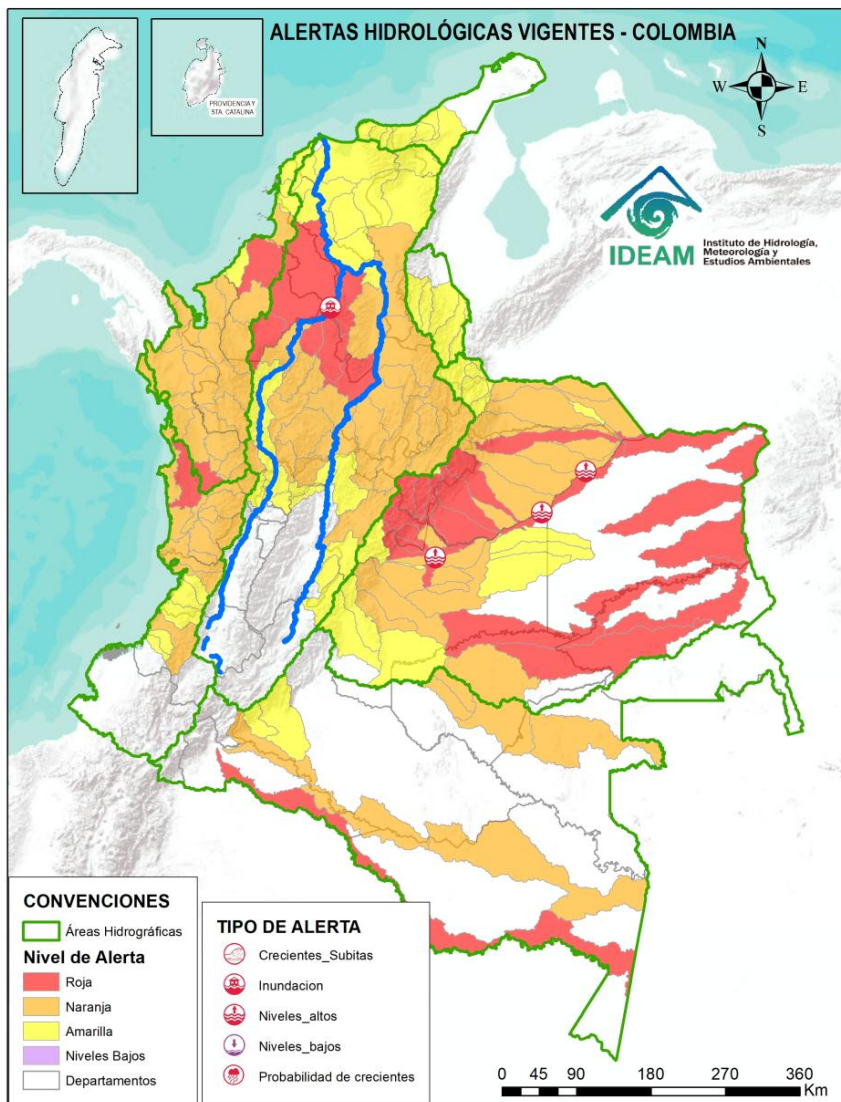 ALERTAS HIDROLÓGICAS VIGENTES - COLOMBIA
PROVIDENCIA Y
STA. CATALINA
N
W
E
S
IDEAM
Instituto de Hidrología,
Meteorología y
Estudios Ambientales
CONVENCIONES
Áreas Hidrográficas
Nivel de Alerta
Roja
Naranja
Amarilla
Niveles Bajos
Departamentos
TIPO DE ALERTA
Crecientes_Subitas
Inundacion
Niveles_altos
Niveles_bajos
Probabilidad de crecientes
0 45 90 180 270 360
Km